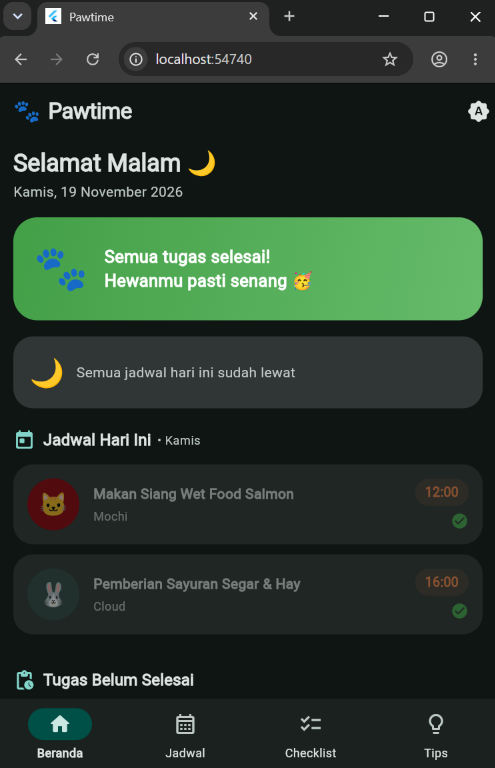 Pawtime
localhost:54740
Pawtime
A
Selamat Malam 🌙
Kamis, 19 November 2026
Semua tugas selesai!
Hewanmu pasti senang 🥳
Semua jadwal hari ini sudah lewat
Jadwal Hari Ini • Kamis
Makan Siang Wet Food Salmon
12:00
Mochi
Pemberian Sayuran Segar & Hay
16:00
Cloud
Tugas Belum Selesai
Beranda
Jadwal
Checklist
Tips